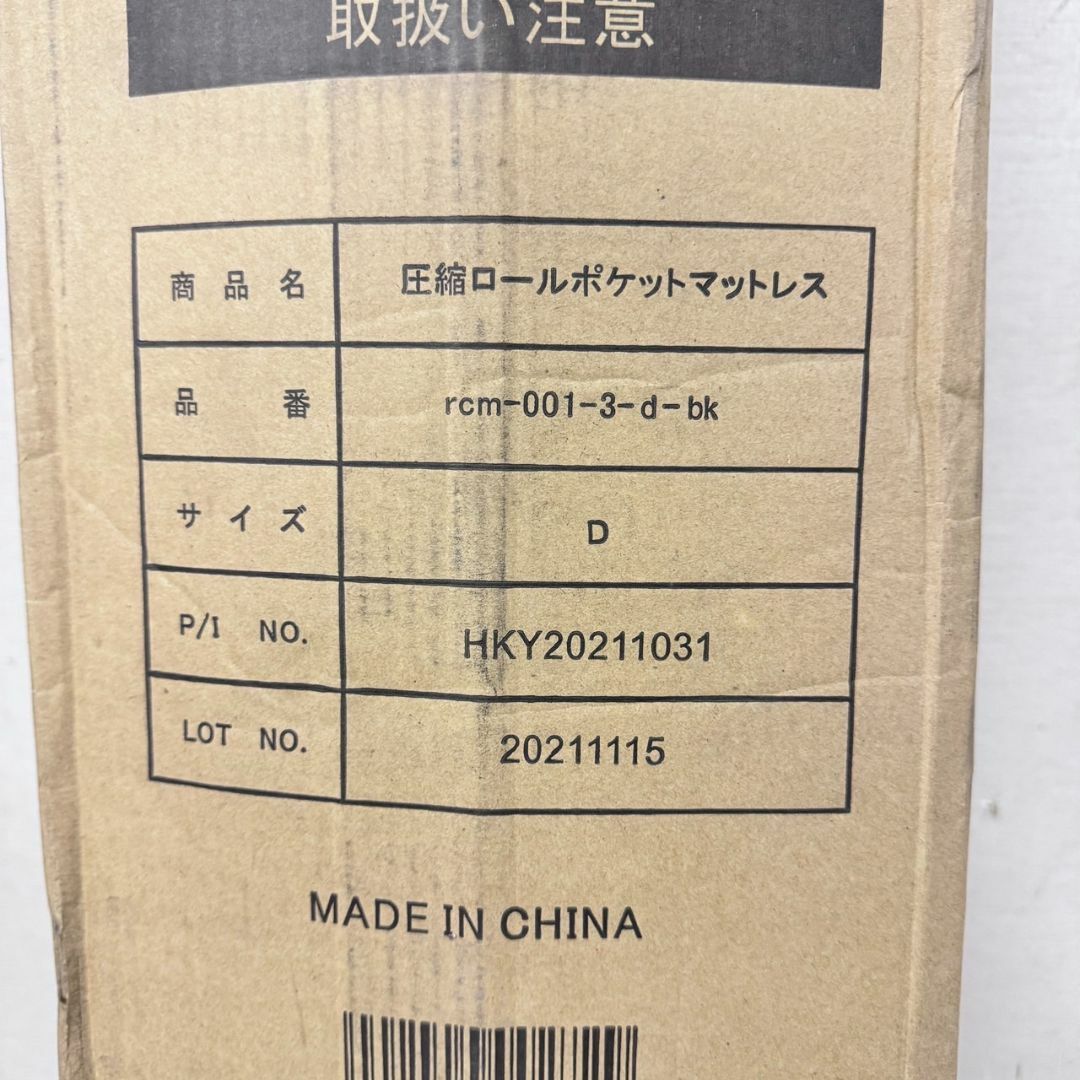 取扱い注意
商品名 圧縮ロールポケットマットレス
品番 rcm-001-3-d-bk
サイズ D
P/I NO. HKY20211031
LOT NO. 20211115
MADE IN CHINA